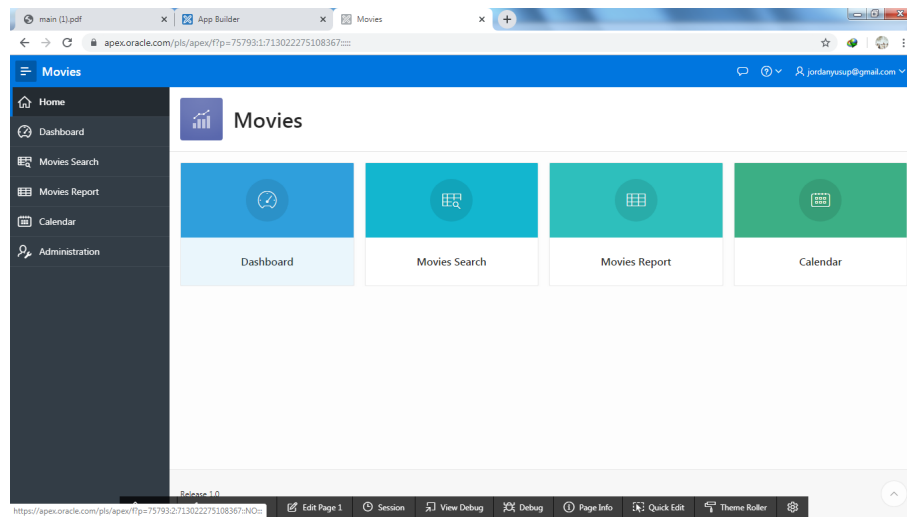 main (1).pdf
App Builder
Movies
apex.oracle.com/pls/apex/f?p=75793:1:713022275108367:::::
Movies
jordanyusup@gmail.com
Home
Dashboard
Movies Search
Movies Report
Calendar
Administration
Movies
Dashboard
Movies Search
Movies Report
Calendar
Release 1.0
https://apex.oracle.com/pls/apex/f?p=75793:2:713022275108367::NO:::
Edit Page 1
Session
View Debug
Debug
Page Info
Quick Edit
Theme Roller